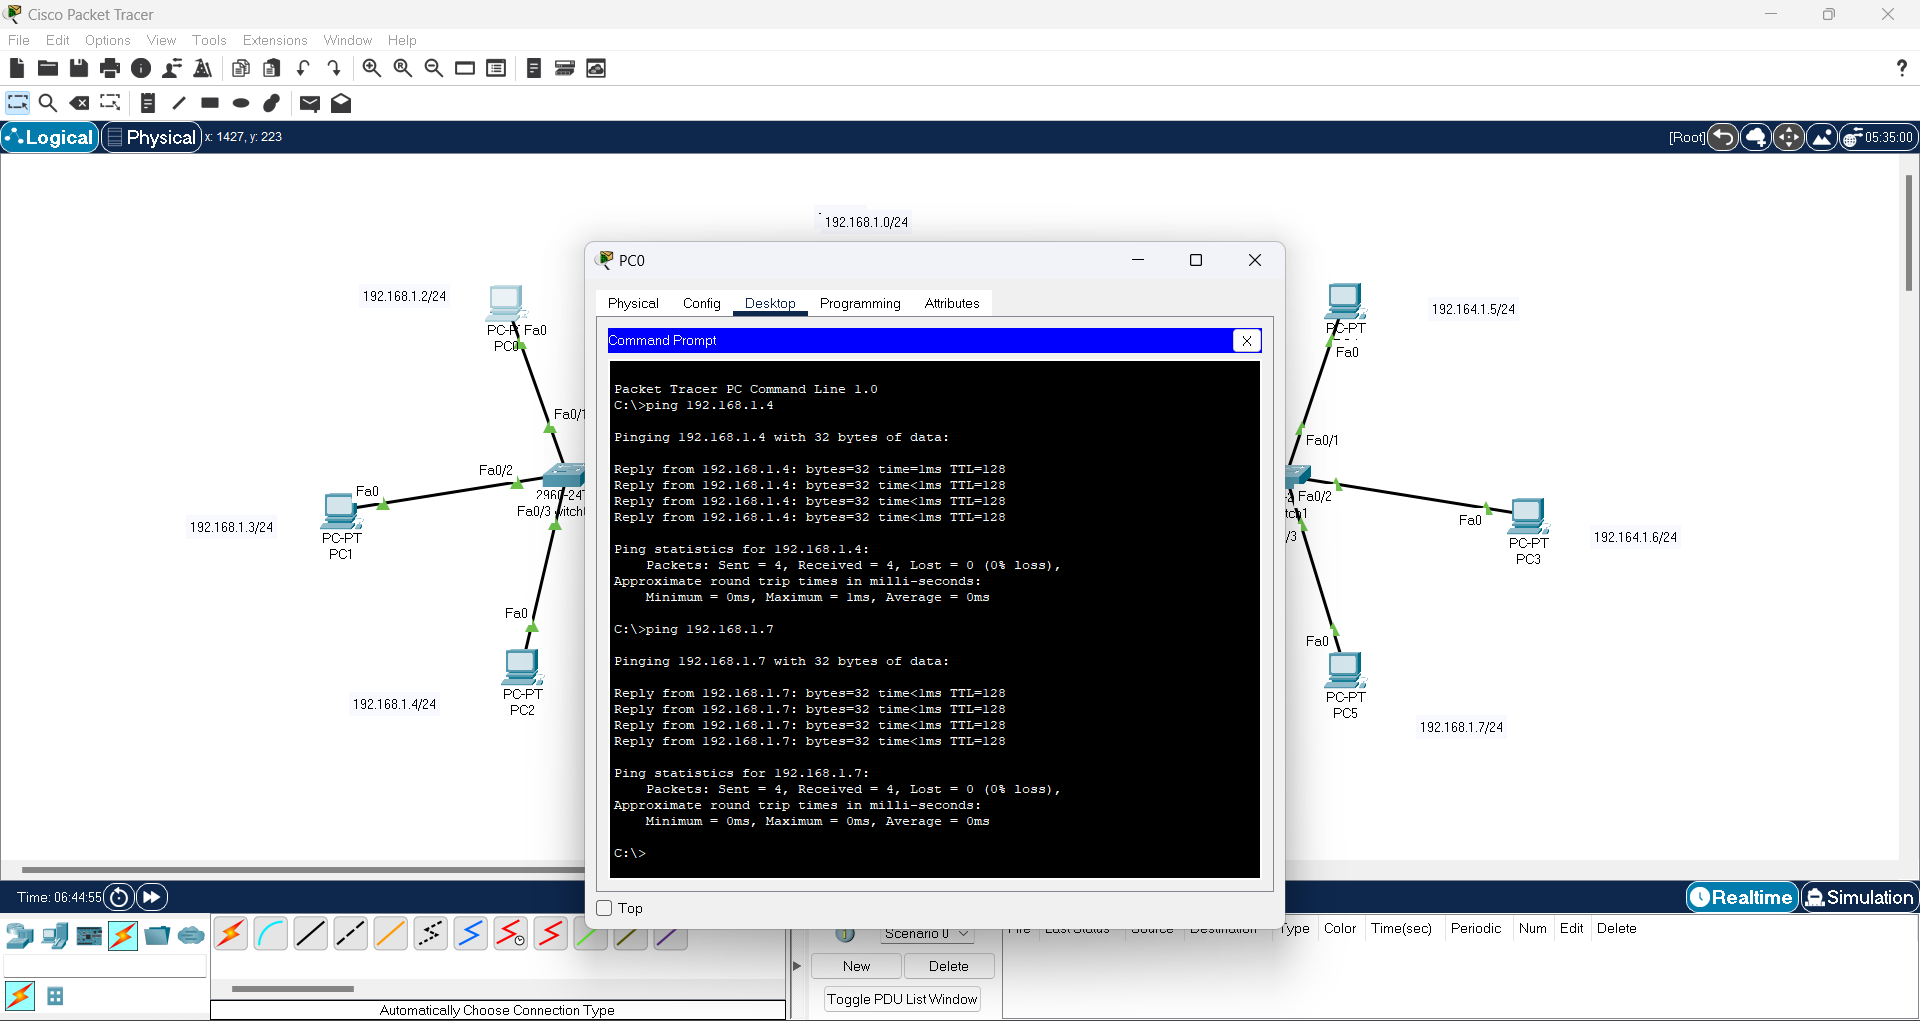 Cisco Packet Tracer
File Edit Options View Tools Extensions Window Help
Logical Physical x: 1427, y: 223 [Root] 05:35:00
192.168.1.0/24
PC0
Physical Config Desktop Programming Attributes
Command Prompt X
Packet Tracer PC Command Line 1.0
C:\>ping 192.168.1.4
Pinging 192.168.1.4 with 32 bytes of data:
Reply from 192.168.1.4: bytes=32 time=1ms TTL=128
Reply from 192.168.1.4: bytes=32 time<1ms TTL=128
Reply from 192.168.1.4: bytes=32 time<1ms TTL=128
Reply from 192.168.1.4: bytes=32 time<1ms TTL=128
Ping statistics for 192.168.1.4:
Packets: Sent = 4, Received = 4, Lost = 0 (0% loss),
Approximate round trip times in milli-seconds:
Minimum = 0ms, Maximum = 1ms, Average = 0ms
C:\>ping 192.168.1.7
Pinging 192.168.1.7 with 32 bytes of data:
Reply from 192.168.1.7: bytes=32 time<1ms TTL=128
Reply from 192.168.1.7: bytes=32 time<1ms TTL=128
Reply from 192.168.1.7: bytes=32 time<1ms TTL=128
Reply from 192.168.1.7: bytes=32 time<1ms TTL=128
Ping statistics for 192.168.1.7:
Packets: Sent = 4, Received = 4, Lost = 0 (0% loss),
Approximate round trip times in milli-seconds:
Minimum = 0ms, Maximum = 0ms, Average = 0ms
C:\>
Top
192.168.1.2/24
Fa0
PC0
Fa0/1
Fa0/2
Fa0
192.168.1.3/24
PC-PT
PC1
2960-24T
Fa0/3
Fa0
192.168.1.4/24
PC-PT
PC2
192.164.1.5/24
PC-PT
Fa0
Fa0/1
Fa0/2
Fa0
192.164.1.6/24
PC-PT
PC3
Fa0
PC-PT
PC5
192.168.1.7/24
Time: 06:44:55 Realtime Simulation
Scenario 0
Type Color Time(sec) Periodic Num Edit Delete
New Delete
Toggle PDU List Window
Automatically Choose Connection Type